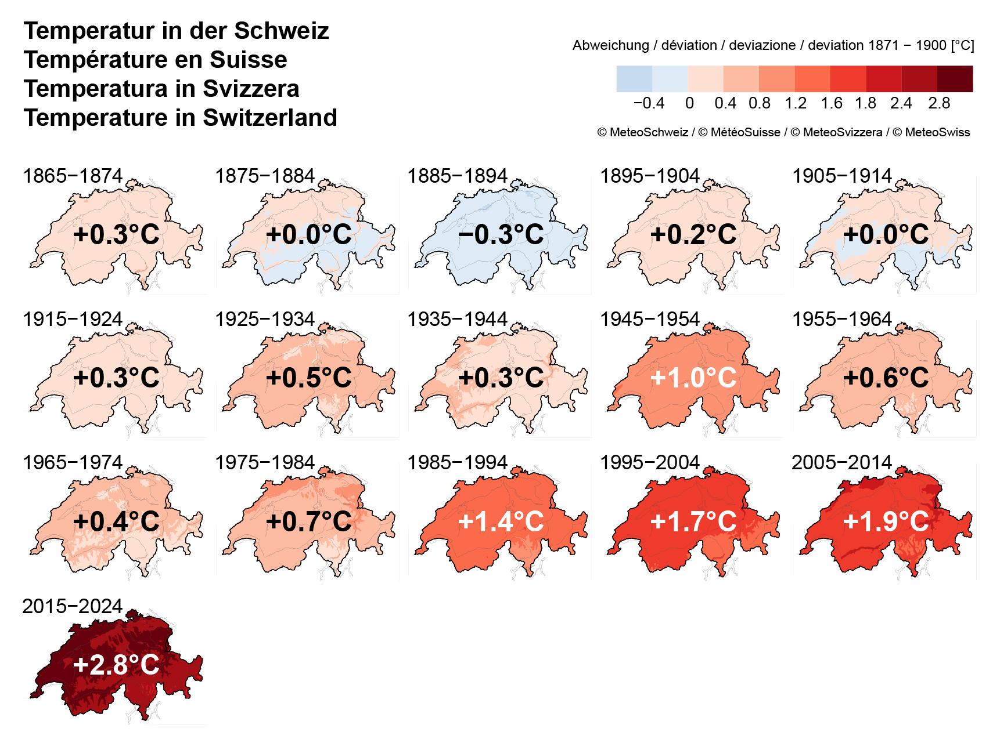 Temperatur in der Schweiz
Température en Suisse
Temperatura in Svizzera
Temperature in Switzerland
Abweichung / déviation / deviazione / deviation 1871 − 1900 [°C]
−0.4 0 0.4 0.8 1.2 1.6 1.8 2.4 2.8
© MeteoSchweiz / © MétéoSuisse / © MeteoSvizzera / © MeteoSwiss
1865−1874
+0.3°C
1875−1884
+0.0°C
1885−1894
−0.3°C
1895−1904
+0.2°C
1905−1914
+0.0°C
1915−1924
+0.3°C
1925−1934
+0.5°C
1935−1944
+0.3°C
1945−1954
+1.0°C
1955−1964
+0.6°C
1965−1974
+0.4°C
1975−1984
+0.7°C
1985−1994
+1.4°C
1995−2004
+1.7°C
2005−2014
+1.9°C
2015−2024
+2.8°C